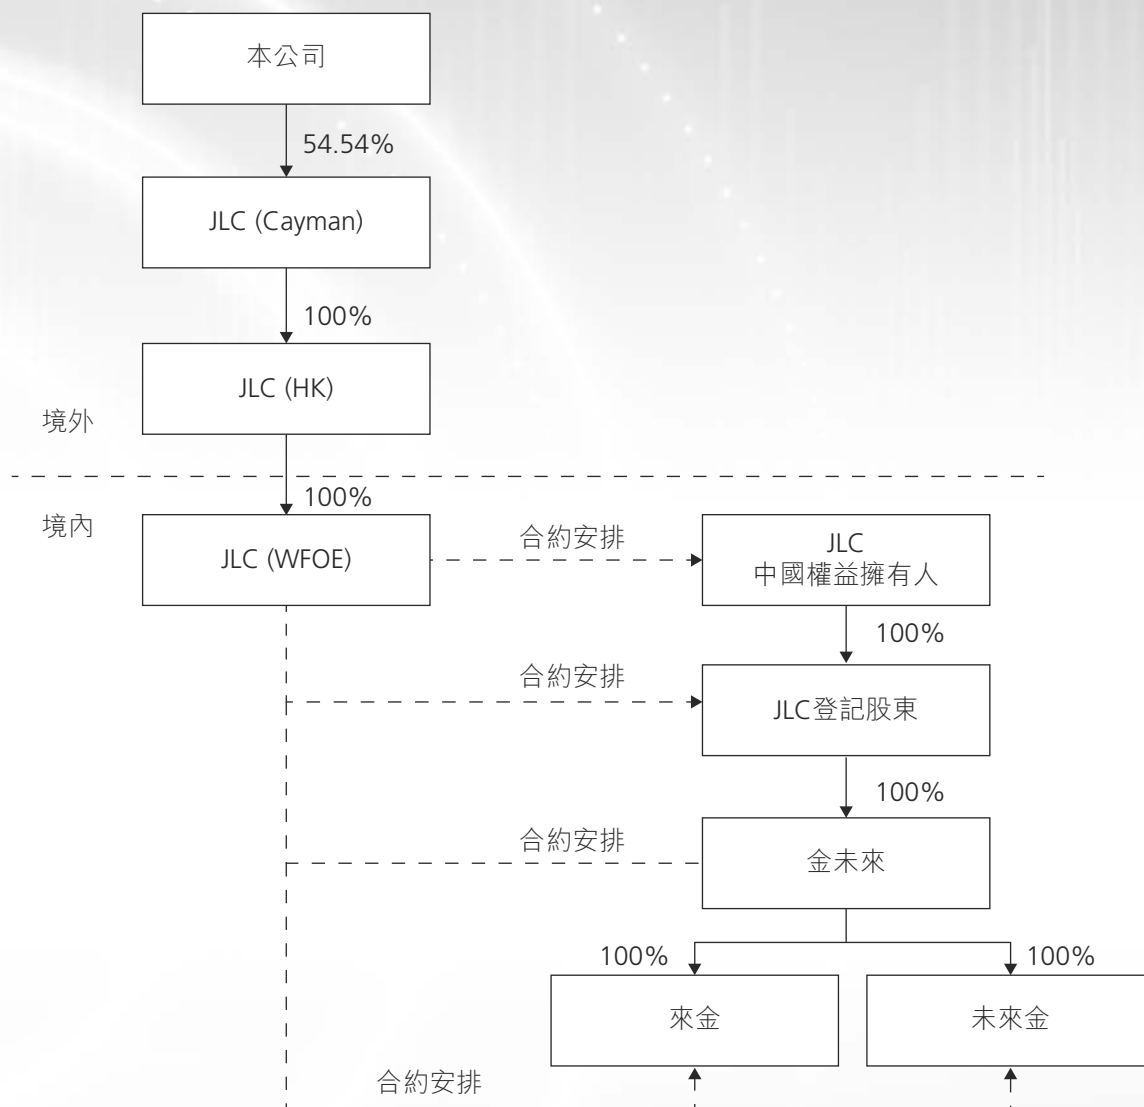 本公司
54.54%
JLC (Cayman)
100%
JLC (HK)
境外
100%
境內
JLC (WFOE)
合約安排
JLC
中國權益擁有人
100%
合約安排
JLC登記股東
100%
合約安排
金未來
100%
100%
來金
未來金
合約安排